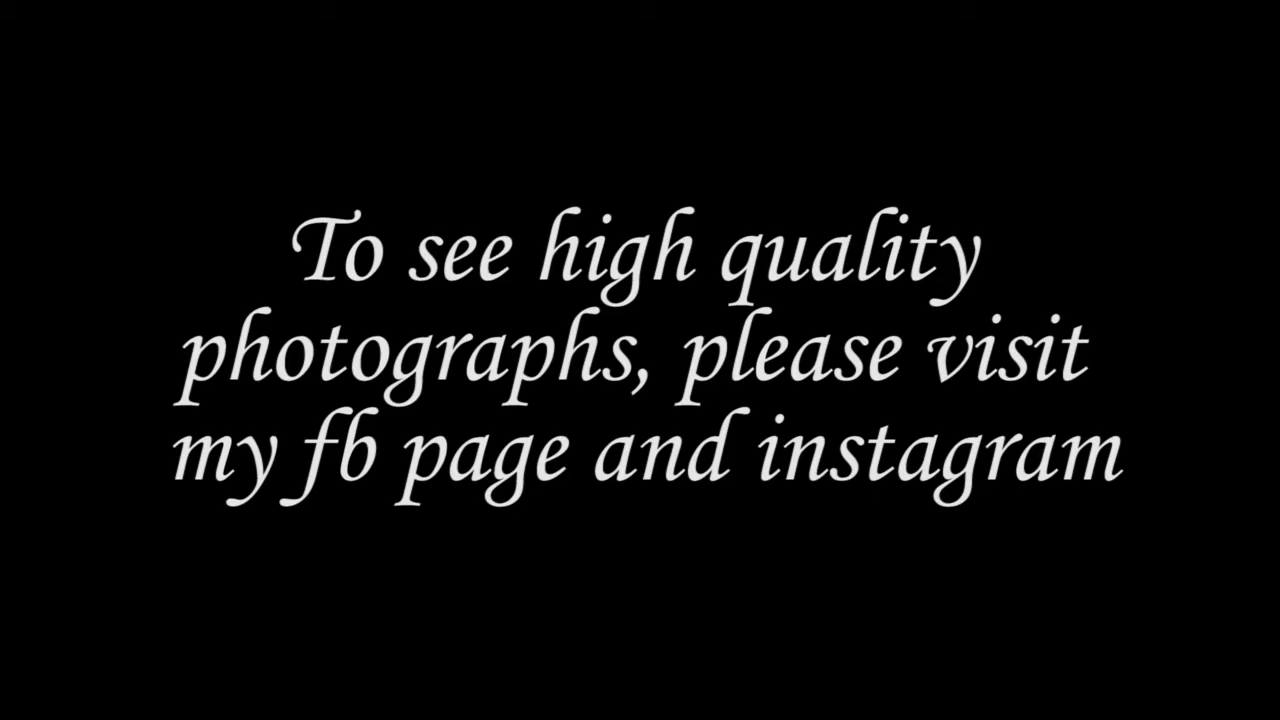 To see high quality
photographs, please visit
my fb page and instagram